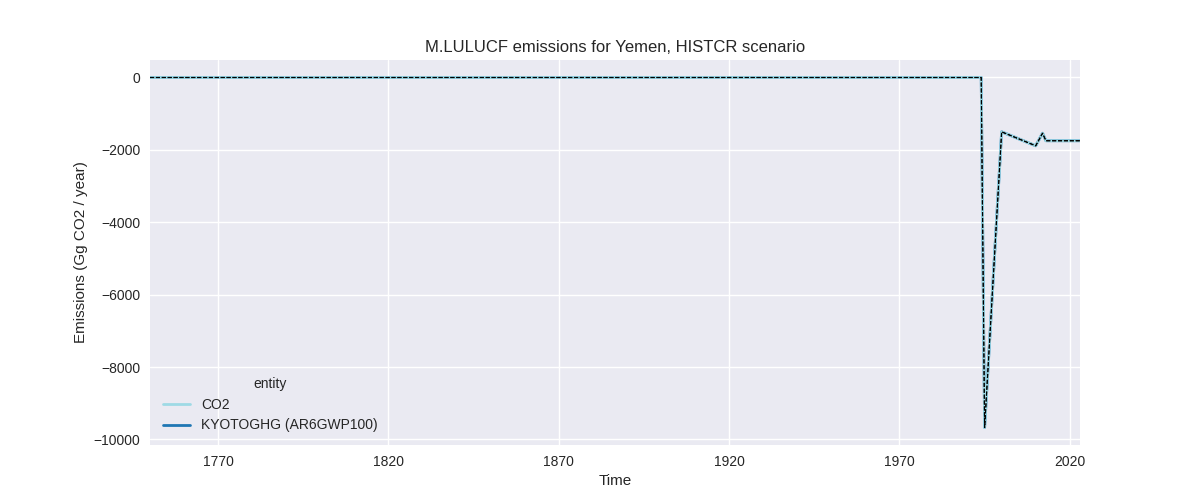 M.LULUCF emissions for Yemen, HISTCR scenario
Emissions (Gg CO2 / year)
0
−2000
−4000
−6000
−8000
−10000
entity
CO2
KYOTOGHG (AR6GWP100)
1770
1820
1870
1920
1970
2020
Time